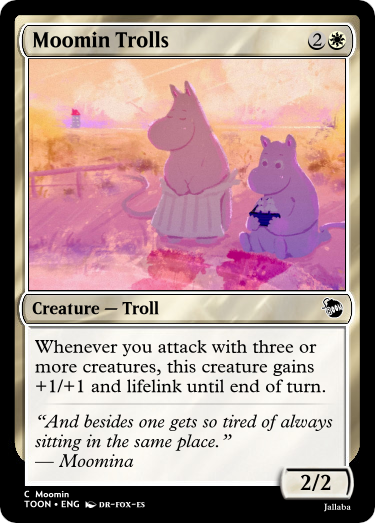 Moomin Trolls 2
Creature — Troll
Whenever you attack with three or
more creatures, this creature gains
+1/+1 and lifelink until end of turn.
“And besides one gets so tired of always
sitting in the same place.”
— Moomina
2/2
C Moomin
TOON • ENG DR-FOX-ES
Jallaba